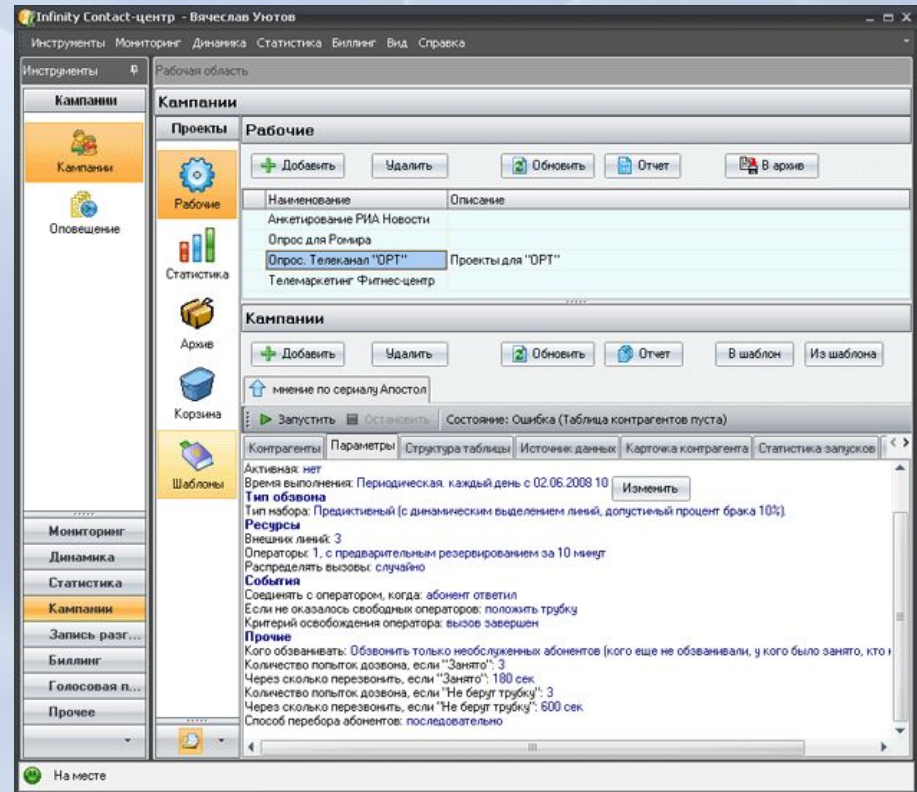 Infinity Contact-центр - Вячеслав Уютов
Инструменты Мониторинг Динамика Статистика Биллинг Вид Справка
Инструменты
Рабочая область
Кампании
Кампании
Оповещение
Мониторинг
Динамика
Статистика
Кампании
Запись разг...
Биллинг
Голосовая п...
Прочее
Кампании
Проекты
Рабочие
Статистика
Архив
Корзина
Шаблоны
Рабочие
Добавить Удалить Обновить Отчет В архив
Наименование Описание
Анкетирование РИА Новости
Опрос для Ромира
Опрос. Телеканал "ОРТ" Проекты для "ОРТ"
Телемаркетинг Фитнес-центр
Кампании
Добавить Удалить Обновить Отчет В шаблон Из шаблона
мнение по сериалу Апостол
Запустить Остановить Состояние: Ошибка (Таблица контрагентов пуста)
Контрагенты Параметры Структура таблицы Источник данных Карточка контрагента Статистика запусков
Активная: нет
Время выполнения: Периодическая. каждый день с 02.06.2008 10 Изменить
Тип обзвона
Тип набора: Предиктивный (с динамическим выделением линий, допустимый процент брака 10%).
Ресурсы
Внешних линий: 3
Операторы: 1, с предварительным резервированием за 10 минут
Распределять вызовы: случайно
События
Соединять с оператором, когда: абонент ответил
Если не оказалось свободных операторов: положить трубку
Критерий освобождения оператора: вызов завершен
Прочие
Кого обзванивать: Обзвонить только необслуженных абонентов (кого еще не обзванивали, у кого было занято, кто н
Количество попыток дозвона, если "Занято": 3
Через сколько перезвонить, если "Занято": 180 сек
Количество попыток дозвона, если "Не берут трубку": 3
Через сколько перезвонить, если "Не берут трубку": 600 сек
Способ перебора абонентов: последовательно
На месте